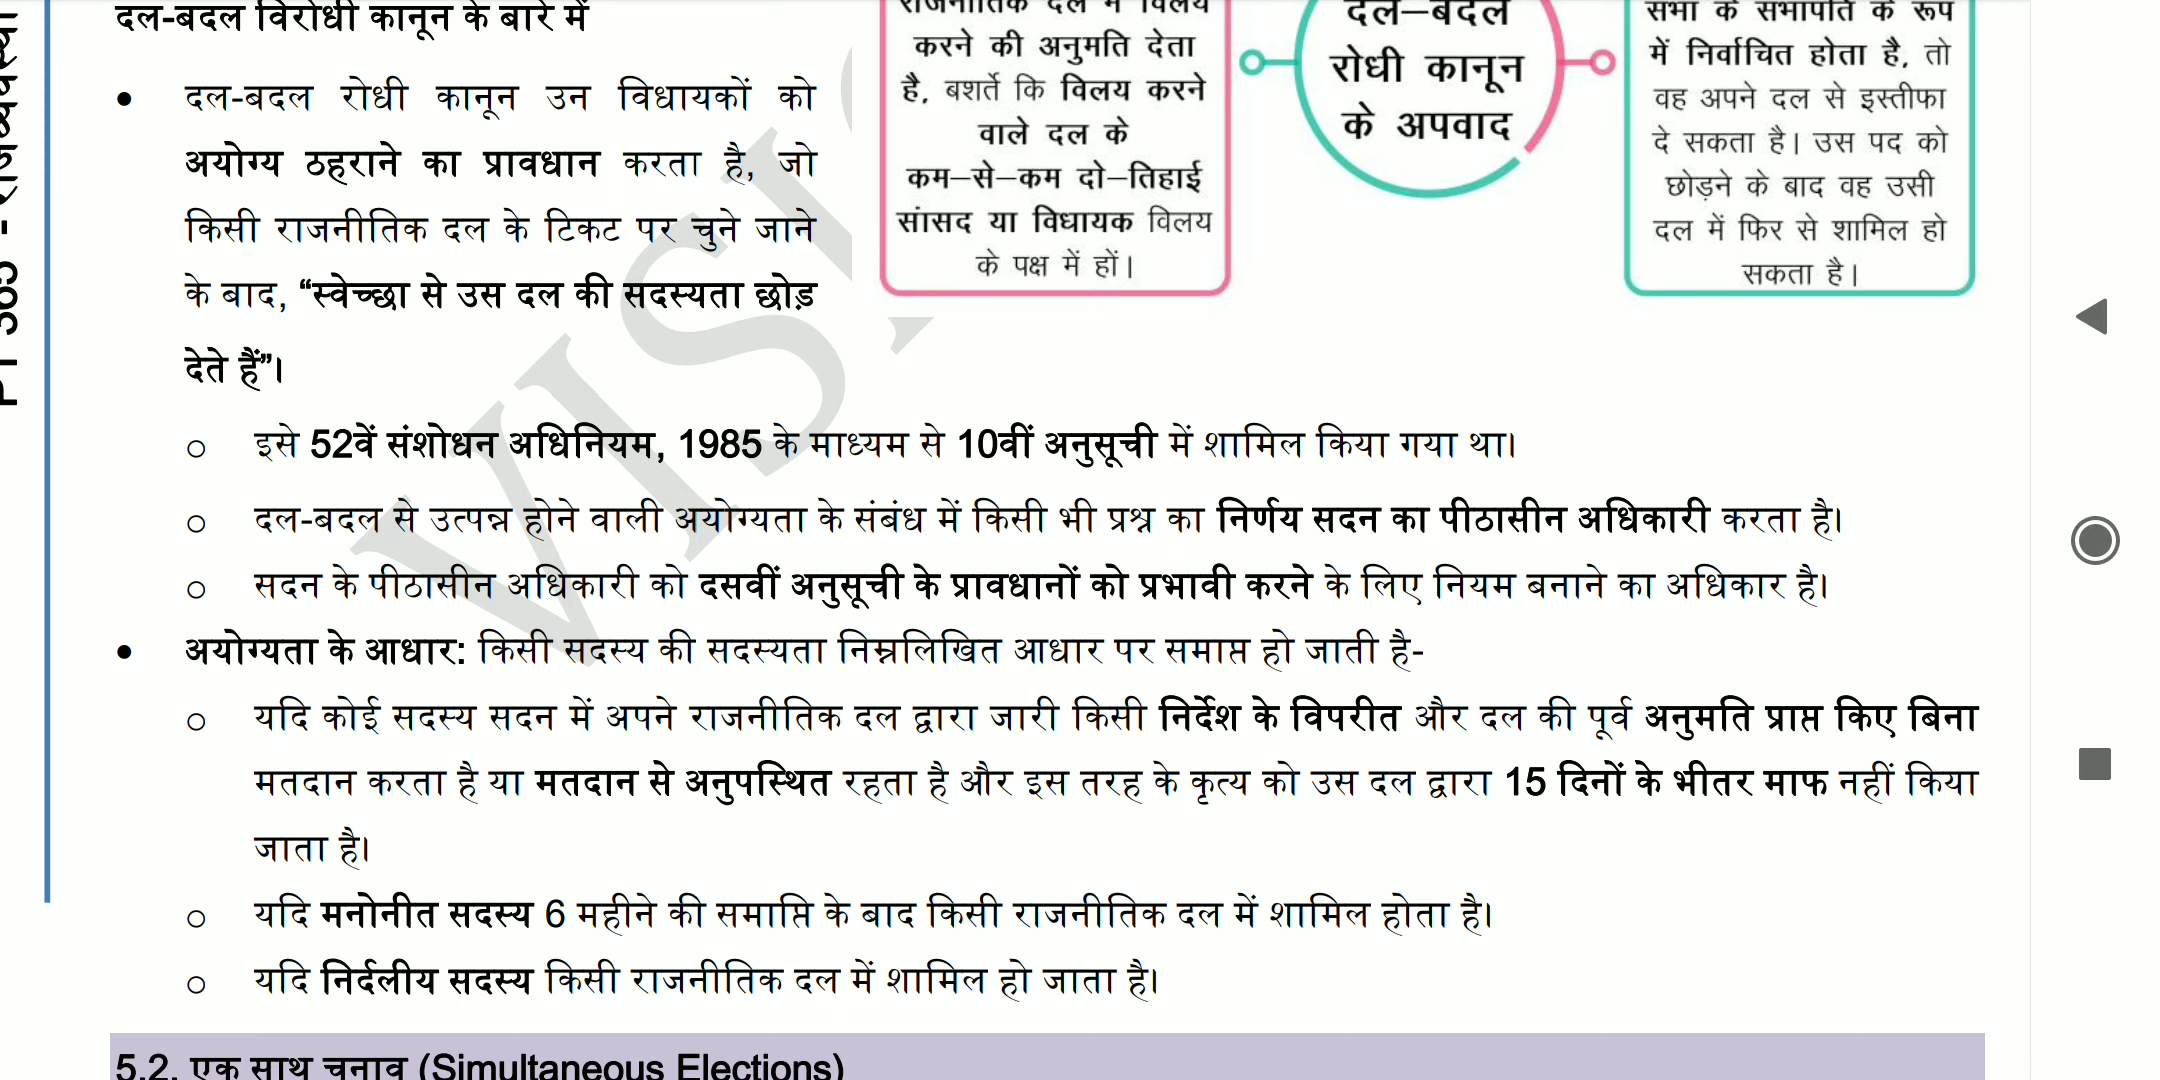 दल-बदल विरोधी कानून के बारे में
• दल-बदल रोधी कानून उन विधायकों को
अयोग्य ठहराने का प्रावधान करता है, जो
किसी राजनीतिक दल के टिकट पर चुने जाने
के बाद, “स्वेच्छा से उस दल की सदस्यता छोड़
देते हैं”।
राजनीतिक दल में विलय
करने की अनुमति देता
है, बशर्ते कि विलय करने
वाले दल के
कम–से–कम दो–तिहाई
सांसद या विधायक विलय
के पक्ष में हों।
दल–बदल
रोधी कानून
के अपवाद
सभा के सभापति के रूप
में निर्वाचित होता है, तो
वह अपने दल से इस्तीफा
दे सकता है। उस पद को
छोड़ने के बाद वह उसी
दल में फिर से शामिल हो
सकता है।
○ इसे 52वें संशोधन अधिनियम, 1985 के माध्यम से 10वीं अनुसूची में शामिल किया गया था।
○ दल-बदल से उत्पन्न होने वाली अयोग्यता के संबंध में किसी भी प्रश्न का निर्णय सदन का पीठासीन अधिकारी करता है।
○ सदन के पीठासीन अधिकारी को दसवीं अनुसूची के प्रावधानों को प्रभावी करने के लिए नियम बनाने का अधिकार है।
• अयोग्यता के आधार: किसी सदस्य की सदस्यता निम्नलिखित आधार पर समाप्त हो जाती है-
○ यदि कोई सदस्य सदन में अपने राजनीतिक दल द्वारा जारी किसी निर्देश के विपरीत और दल की पूर्व अनुमति प्राप्त किए बिना
मतदान करता है या मतदान से अनुपस्थित रहता है और इस तरह के कृत्य को उस दल द्वारा 15 दिनों के भीतर माफ नहीं किया
जाता है।
○ यदि मनोनीत सदस्य 6 महीने की समाप्ति के बाद किसी राजनीतिक दल में शामिल होता है।
○ यदि निर्दलीय सदस्य किसी राजनीतिक दल में शामिल हो जाता है।
5.2. एक साथ चुनाव (Simultaneous Elections)